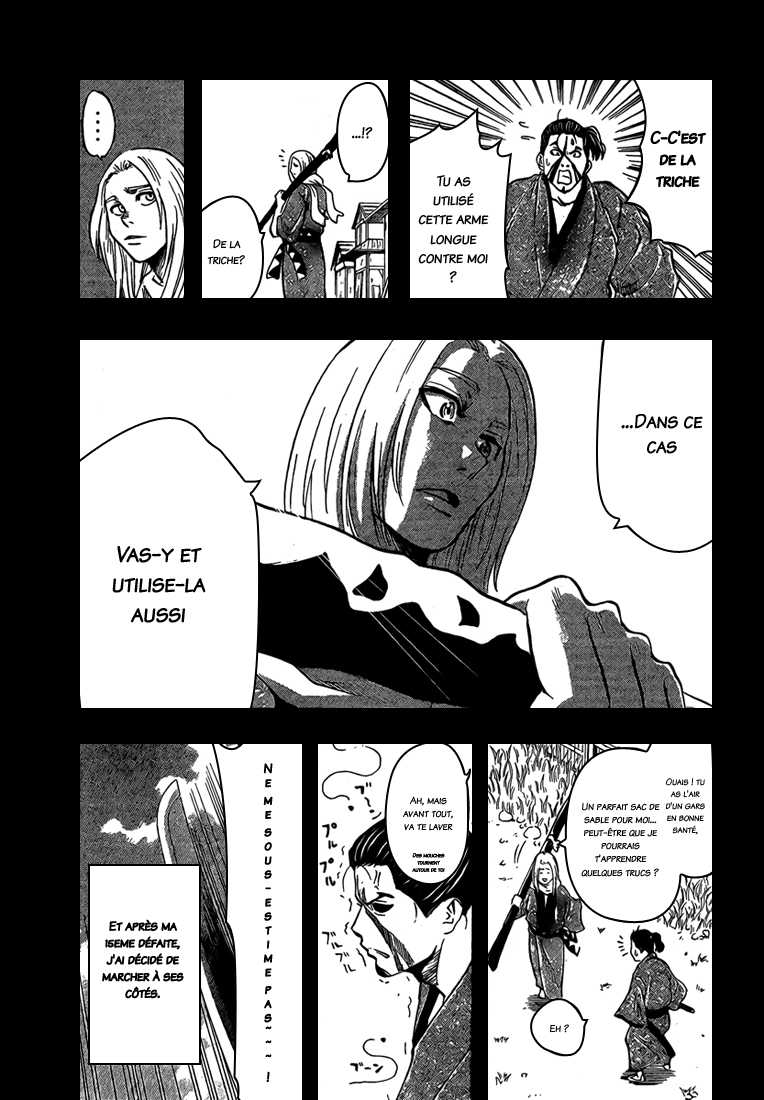 C-C'EST
DE LA
TRICHE
TU AS
UTILISÉ
CETTE ARME
LONGUE
CONTRE MOI
?
...!?
DE LA
TRICHE?
...DANS CE
CAS
VAS-Y ET
UTILISE-LA
AUSSI
OUAIS ! TU
AS L'AIR
D'UN GARS
EN BONNE
SANTÉ,
UN PARFAIT SAC DE
SABLE POUR MOI...
PEUT-ÊTRE QUE JE
POURRAIS
T'APPRENDRE
QUELQUES TRUCS ?
EH ?
AH, MAIS
AVANT TOUT,
VA TE LAVER
DES MOUCHES
TOURNENT
AUTOUR DE TOI
NE ME SOUS-ESTIME PAS~~~!
ET APRÈS MA
15EME DÉFAITE,
J'AI DÉCIDÉ DE
MARCHER À SES
CÔTÉS.